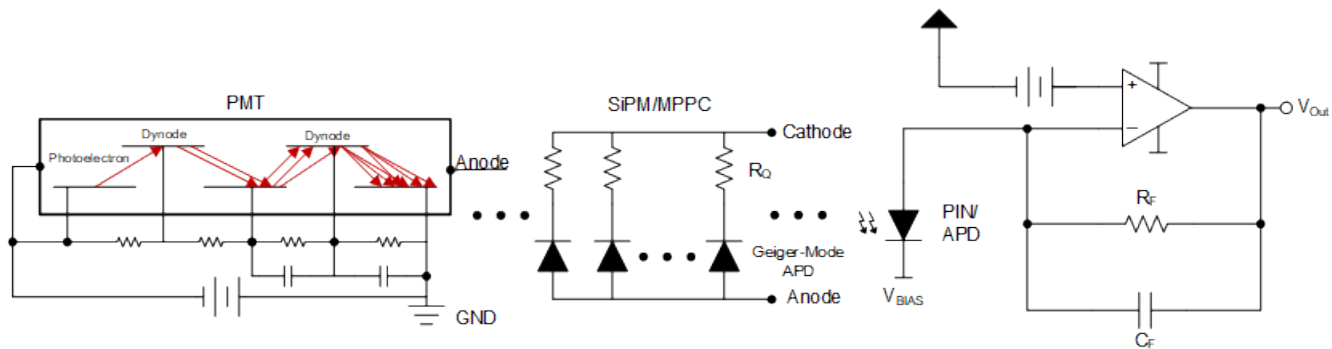 PMT
Dynode
Dynode
Photoelectron
Anode
GND
SiPM/MPPC
Cathode
RQ
Geiger-Mode
APD
Anode
+
−
VOut
PIN/
APD
VBIAS
RF
CF